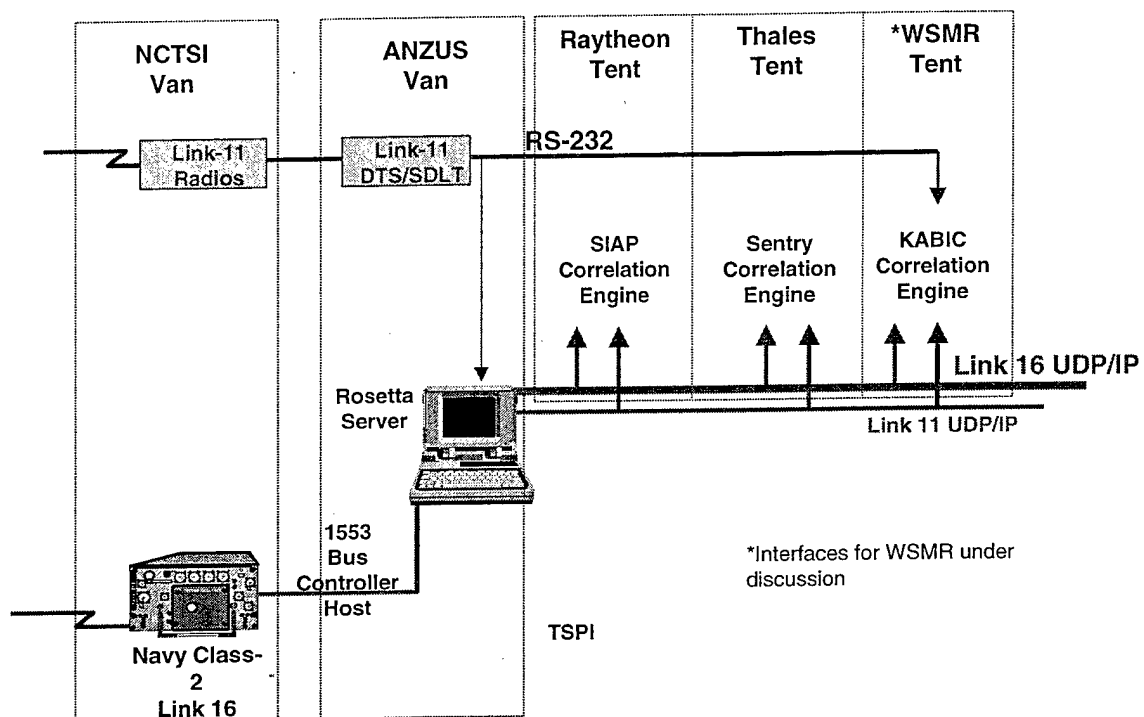 NCTSI
Van
ANZUS
Van
Raytheon
Tent
Thales
Tent
*WSMR
Tent
RS-232
Link-11
Radios
Link-11
DTS/SDLT
SIAP
Correlation
Engine
Sentry
Correlation
Engine
KABIC
Correlation
Engine
Link 16 UDP/IP
Rosetta
Server
Link 11 UDP/IP
1553
Bus
Controller
Host
*Interfaces for WSMR under
discussion
TSPI
Navy Class-
2
Link 16